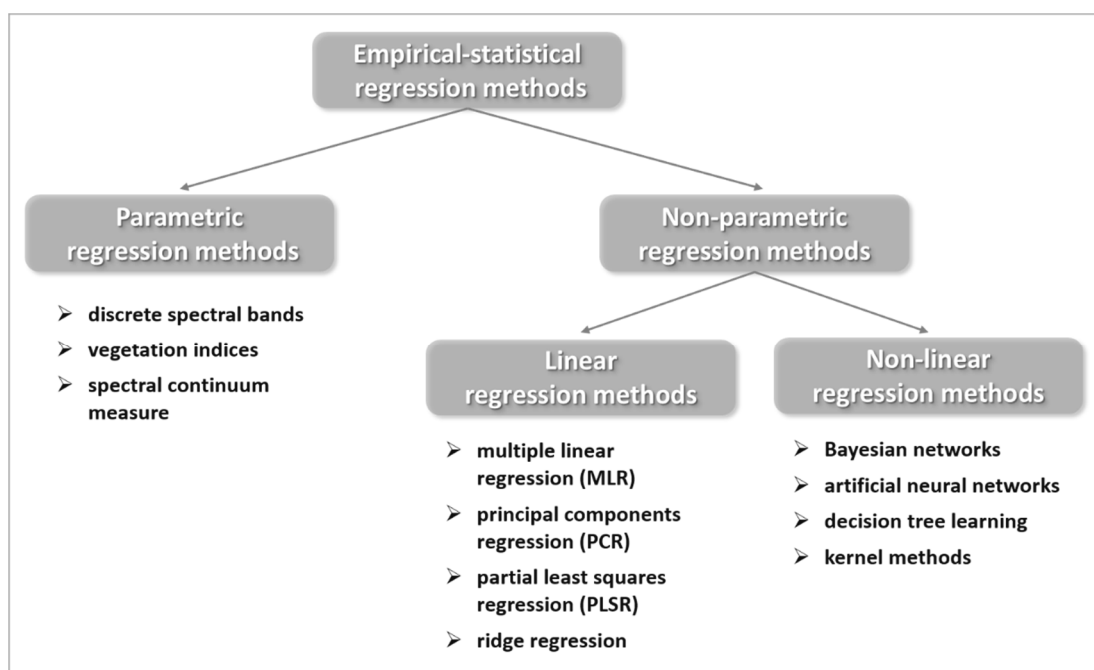 Empirical-statistical
regression methods
Parametric
regression methods
➢ discrete spectral bands
➢ vegetation indices
➢ spectral continuum
measure
Non-parametric
regression methods
Linear
regression methods
➢ multiple linear
regression (MLR)
➢ principal components
regression (PCR)
➢ partial least squares
regression (PLSR)
➢ ridge regression
Non-linear
regression methods
➢ Bayesian networks
➢ artificial neural networks
➢ decision tree learning
➢ kernel methods